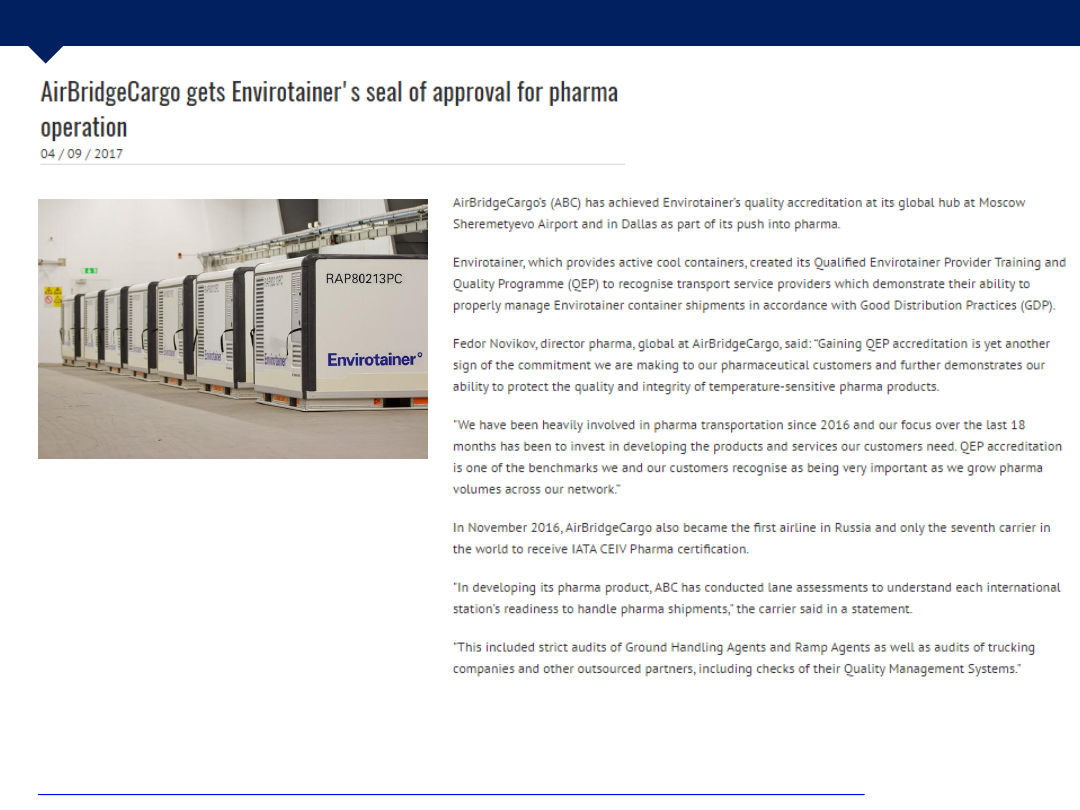 AirBridgeCargo gets Envirotainer's seal of approval for pharma
operation
04 / 09 / 2017
RAP80213PC
Envirotainer
AirBridgeCargo's (ABC) has achieved Envirotainer's quality accreditation at its global hub at Moscow
Sheremetyevo Airport and in Dallas as part of its push into pharma.
Envirotainer, which provides active cool containers, created its Qualified Envirotainer Provider Training and
Quality Programme (QEP) to recognise transport service providers which demonstrate their ability to
properly manage Envirotainer container shipments in accordance with Good Distribution Practices (GDP).
Fedor Novikov, director pharma, global at AirBridgeCargo, said: “Gaining QEP accreditation is yet another
sign of the commitment we are making to our pharmaceutical customers and further demonstrates our
ability to protect the quality and integrity of temperature-sensitive pharma products.
"We have been heavily involved in pharma transportation since 2016 and our focus over the last 18
months has been to invest in developing the products and services our customers need. QEP accreditation
is one of the benchmarks we and our customers recognise as being very important as we grow pharma
volumes across our network.”
In November 2016, AirBridgeCargo also became the first airline in Russia and only the seventh carrier in
the world to receive IATA CEIV Pharma certification.
"In developing its pharma product, ABC has conducted lane assessments to understand each international
station's readiness to handle pharma shipments," the carrier said in a statement.
"This included strict audits of Ground Handling Agents and Ramp Agents as well as audits of trucking
companies and other outsourced partners, including checks of their Quality Management Systems."